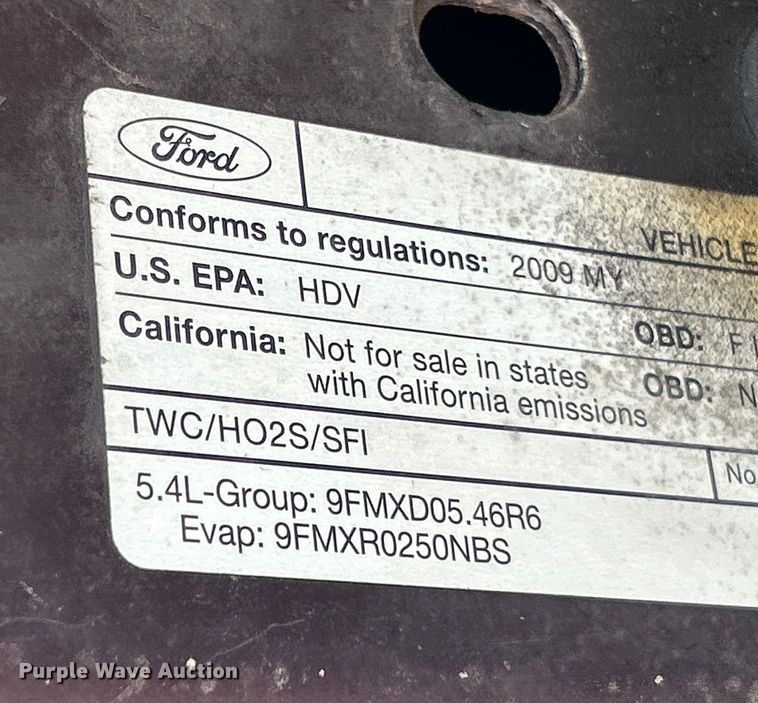 Ford
VEHICLE
Conforms to regulations: 2009 MY
U.S. EPA: HDV
OBD: F
California: Not for sale in states
with California emissions
OBD: N
TWC/HO2S/SFI
No
5.4L-Group: 9FMXD05.46R6
Evap: 9FMXR0250NBS
Purple Wave Auction